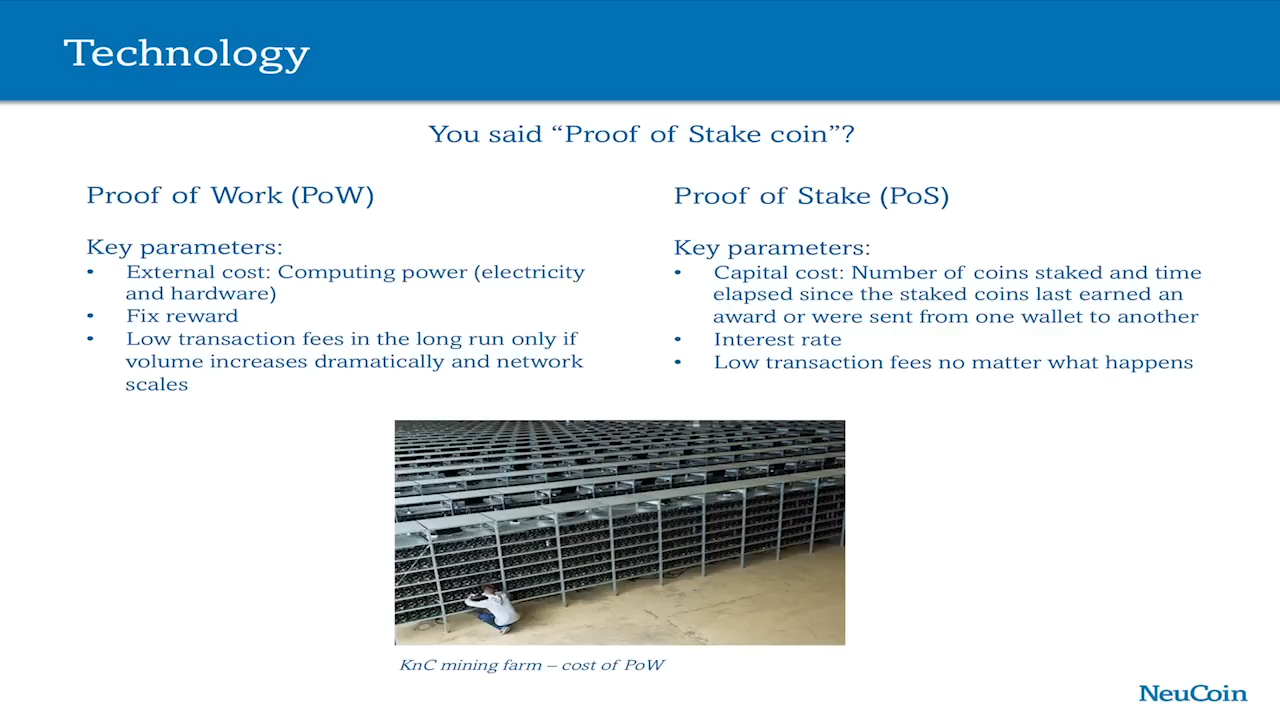 Technology
You said “Proof of Stake coin”?
Proof of Work (PoW)
Key parameters:
• External cost: Computing power (electricity
and hardware)
• Fix reward
• Low transaction fees in the long run only if
volume increases dramatically and network
scales
Proof of Stake (PoS)
Key parameters:
• Capital cost: Number of coins staked and time
elapsed since the staked coins last earned an
award or were sent from one wallet to another
• Interest rate
• Low transaction fees no matter what happens
KnC mining farm – cost of PoW
NeuCoin